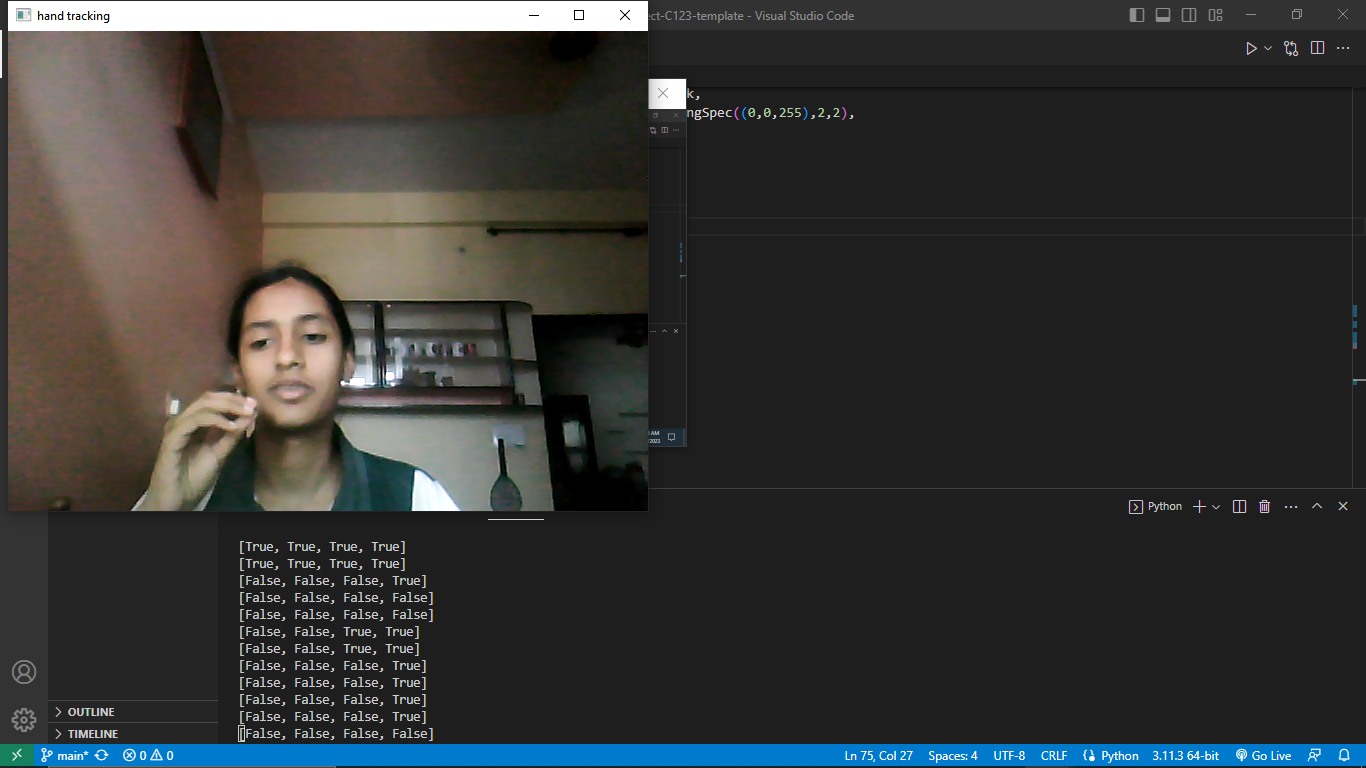 hand tracking
ect-C123-template - Visual Studio Code
k,
ngSpec((0,0,255),2,2),
AM
Python
[True, True, True, True]
[True, True, True, True]
[False, False, False, True]
[False, False, False, False]
[False, False, False, False]
[False, False, True, True]
[False, False, True, True]
[False, False, False, True]
[False, False, False, True]
[False, False, False, True]
[False, False, False, True]
[False, False, False, False]
OUTLINE
TIMELINE
main* 0 0 Ln 75, Col 27 Spaces: 4 UTF-8 CRLF Python 3.11.3 64-bit Go Live